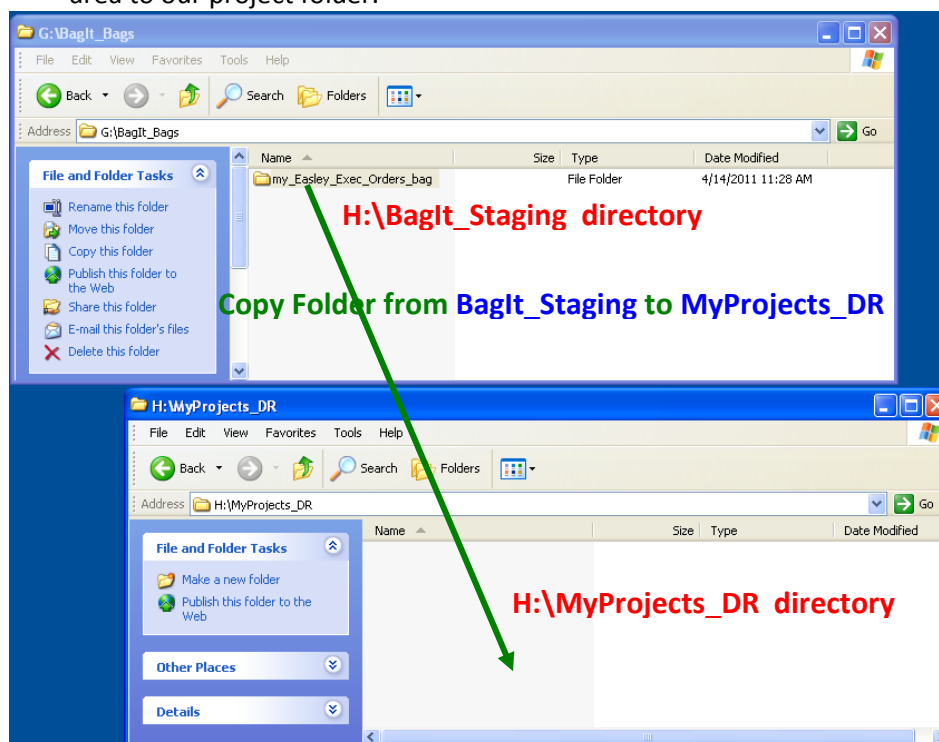 area to our project folder.
G:\BagIt_Bags
File Edit View Favorites Tools Help
Back Search Folders
Address G:\BagIt_Bags Go
Name Size Type Date Modified
File and Folder Tasks
my_Easley_Exec_Orders_bag File Folder 4/14/2011 11:28 AM
Rename this folder
H:\BagIt_Staging directory
Move this folder
Copy this folder
Publish this folder to
the Web
Share this folder
Copy Folder from BagIt_Staging to MyProjects_DR
E-mail this folder's files
Delete this folder
H:\MyProjects_DR
File Edit View Favorites Tools Help
Back Search Folders
Address H:\MyProjects_DR Go
Name Size Type Date Modified
File and Folder Tasks
Make a new folder
Publish this folder to the
Web
H:\MyProjects_DR directory
Other Places
Details